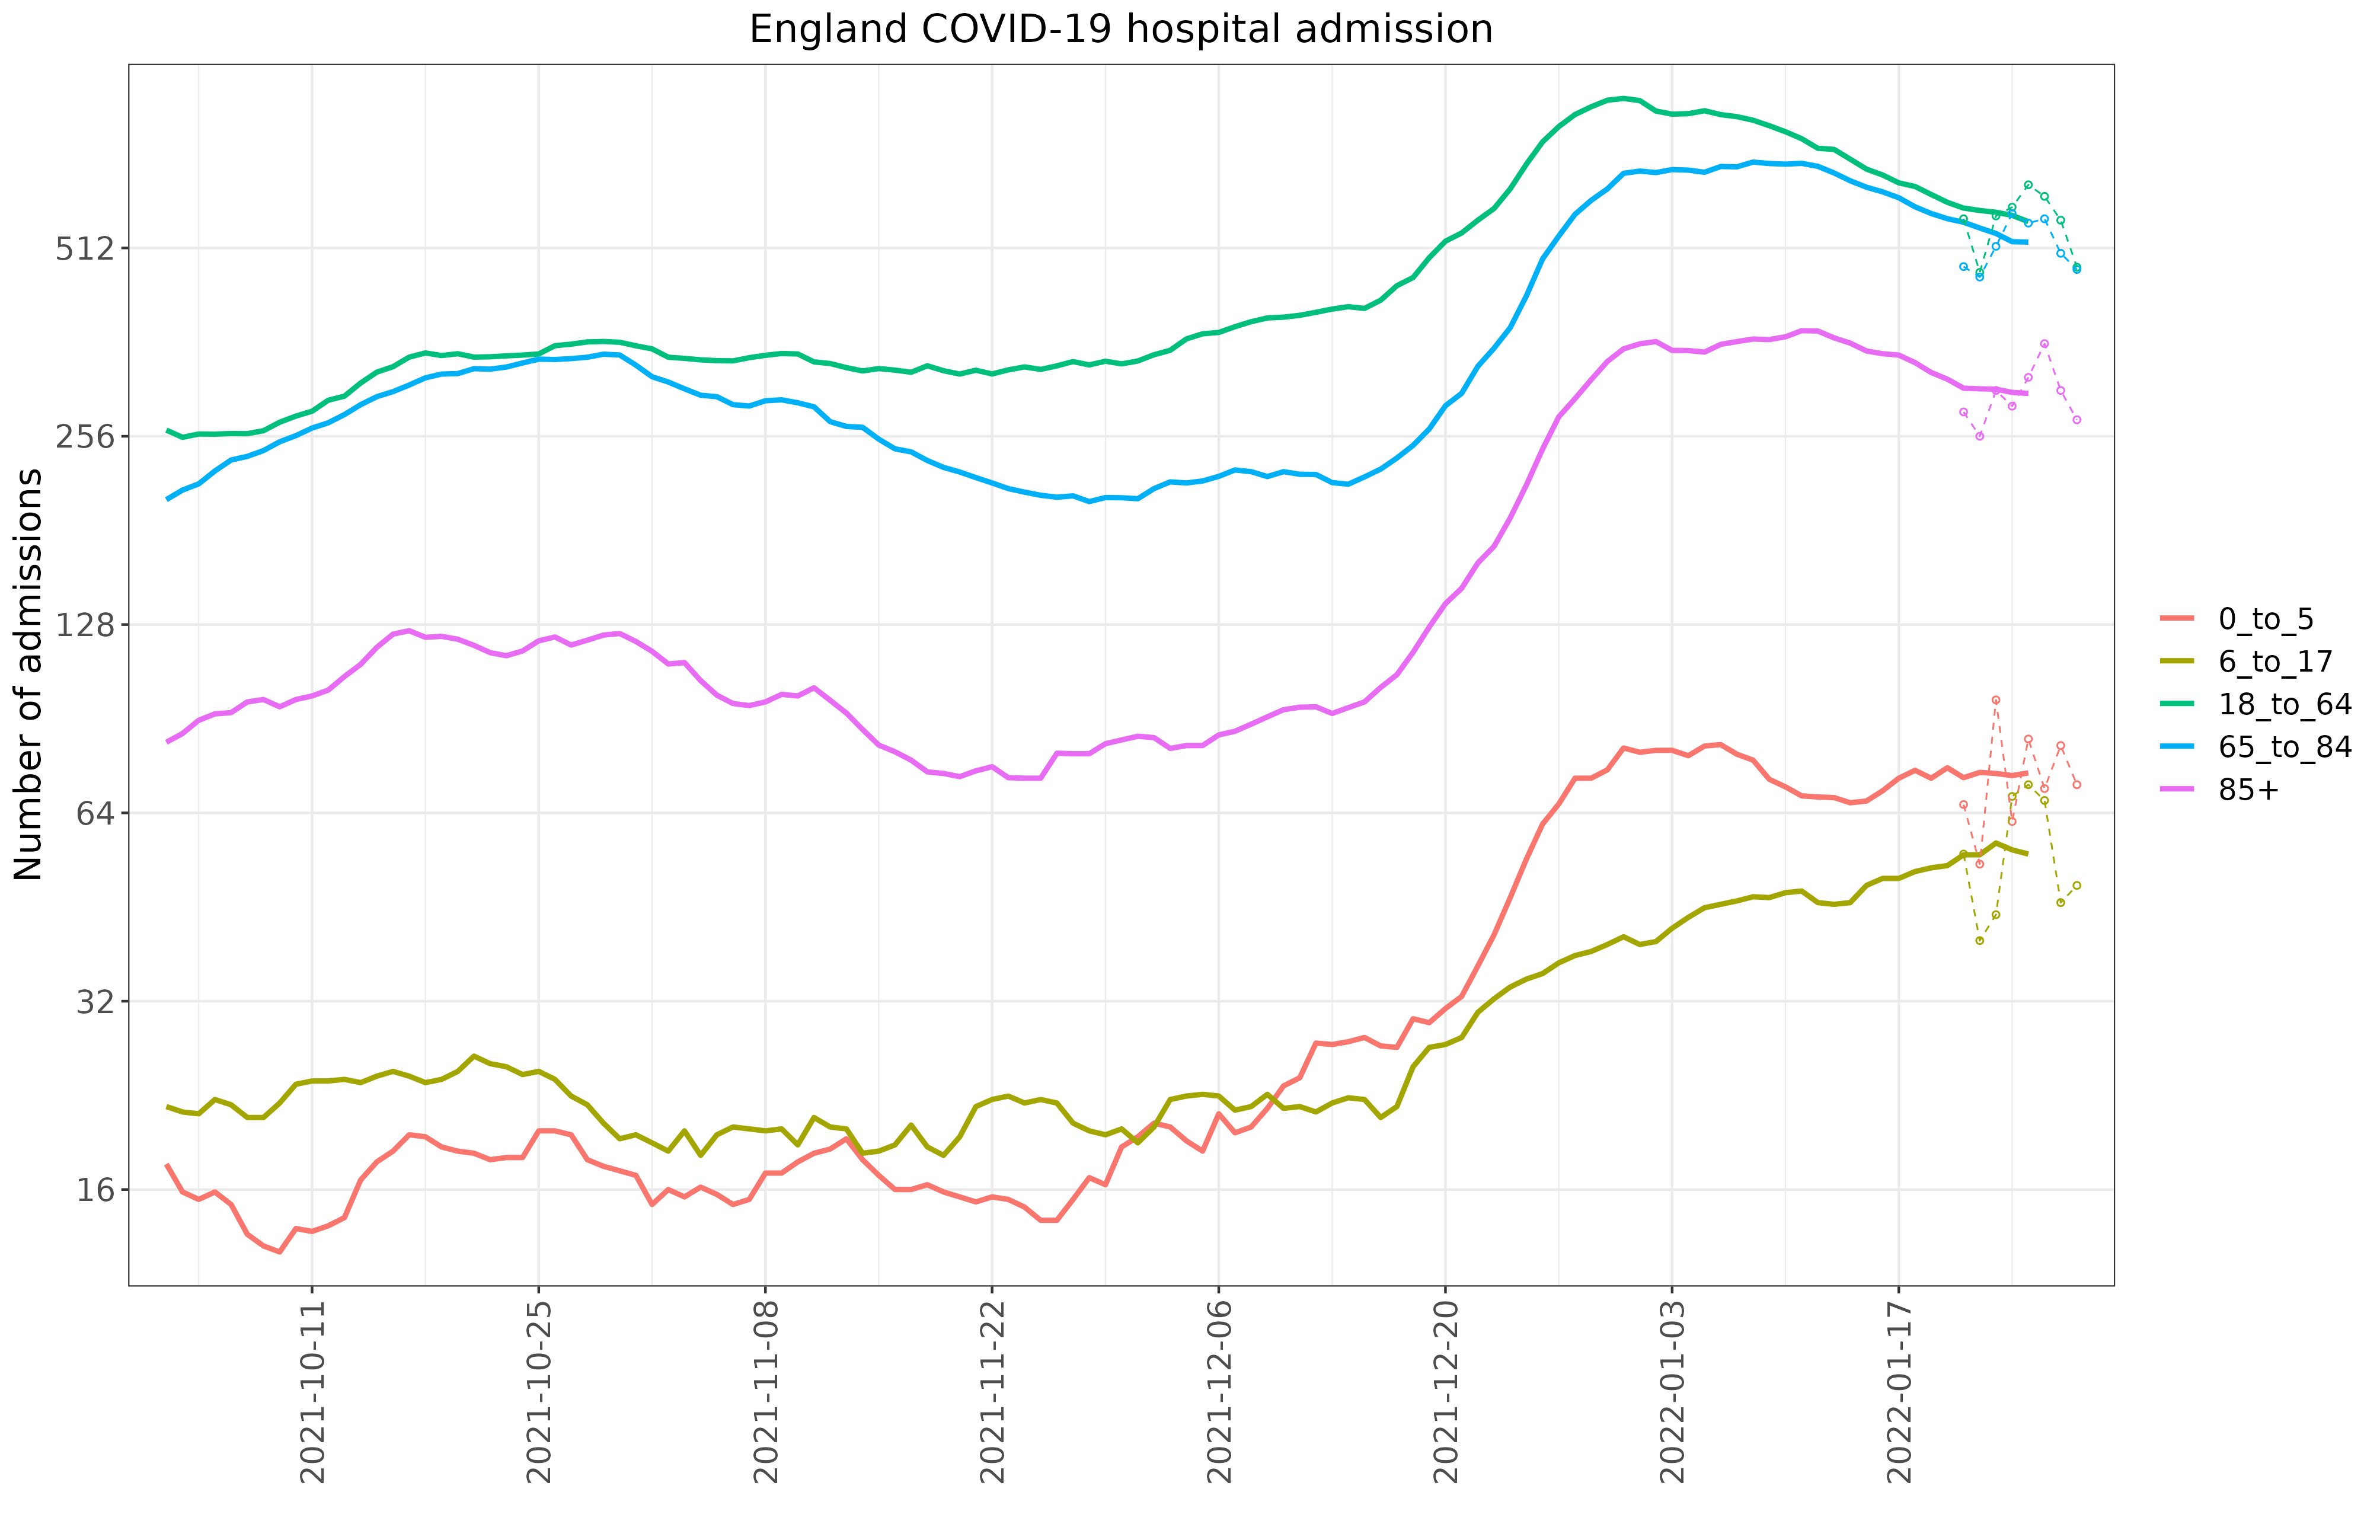 England COVID-19 hospital admission
Number of admissions
512
256
128
64
32
16
2021-10-11
2021-10-25
2021-11-08
2021-11-22
2021-12-06
2021-12-20
2022-01-03
2022-01-17
0_to_5
6_to_17
18_to_64
65_to_84
85+